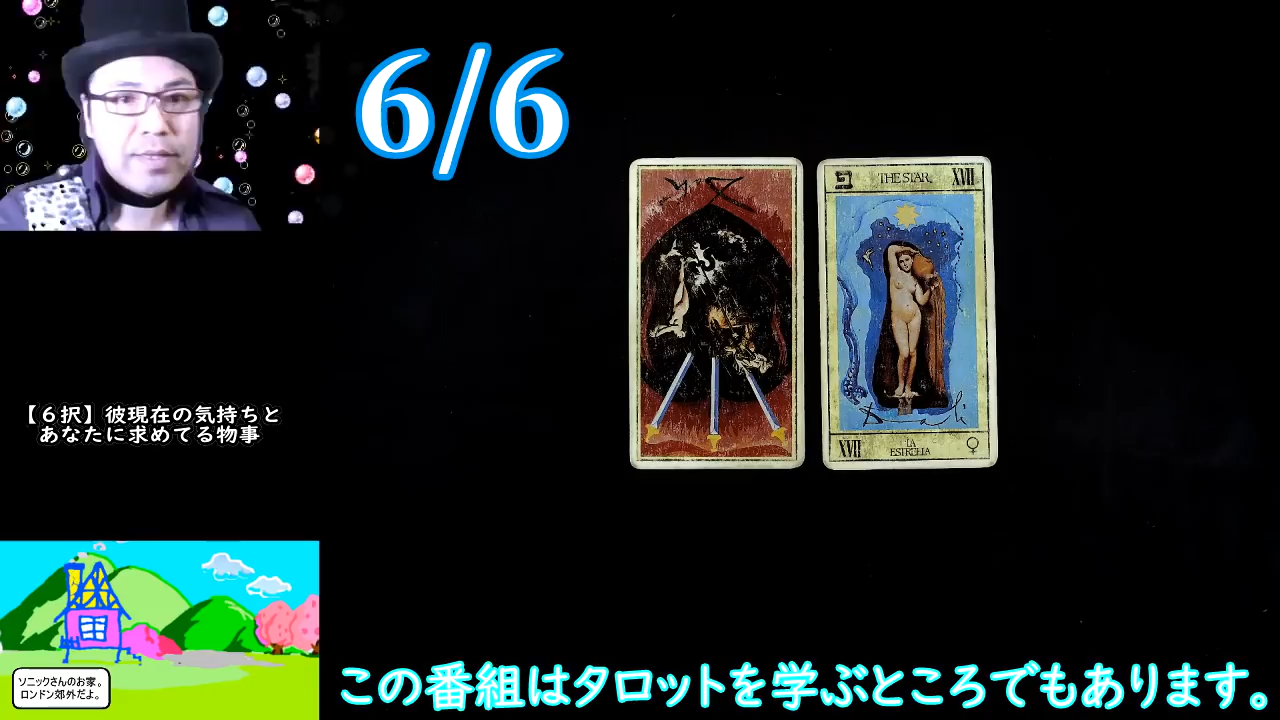 6/6
THE STAR
XVII
【６択】彼現在の気持ちと
あなたに求めてる物事
Dali
XVII
LA
ESTRELLA
♀
ソニックさんのお家。
ロンドン郊外だよ。
この番組はタロットを学ぶところでもあります。